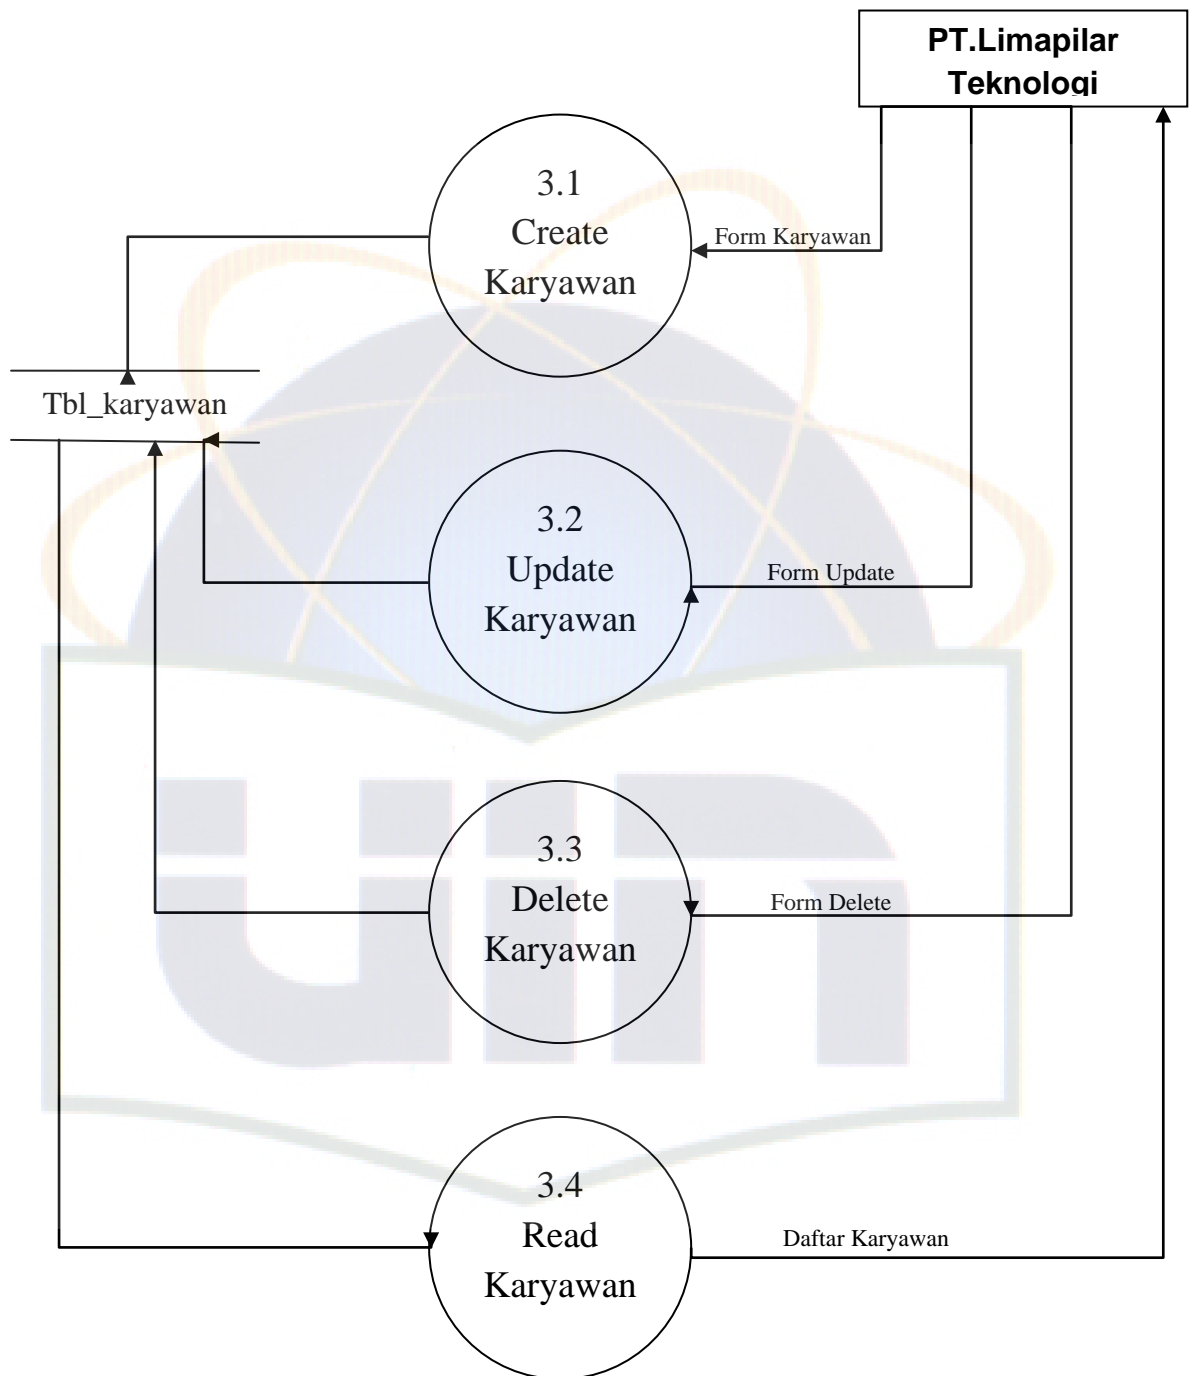 PT.Limapilar
Teknologi
3.1
Create
Karyawan
Form Karyawan
Tbl_karyawan
3.2
Update
Karyawan
Form Update
3.3
Delete
Karyawan
Form Delete
3.4
Read
Karyawan
Daftar Karyawan
uin